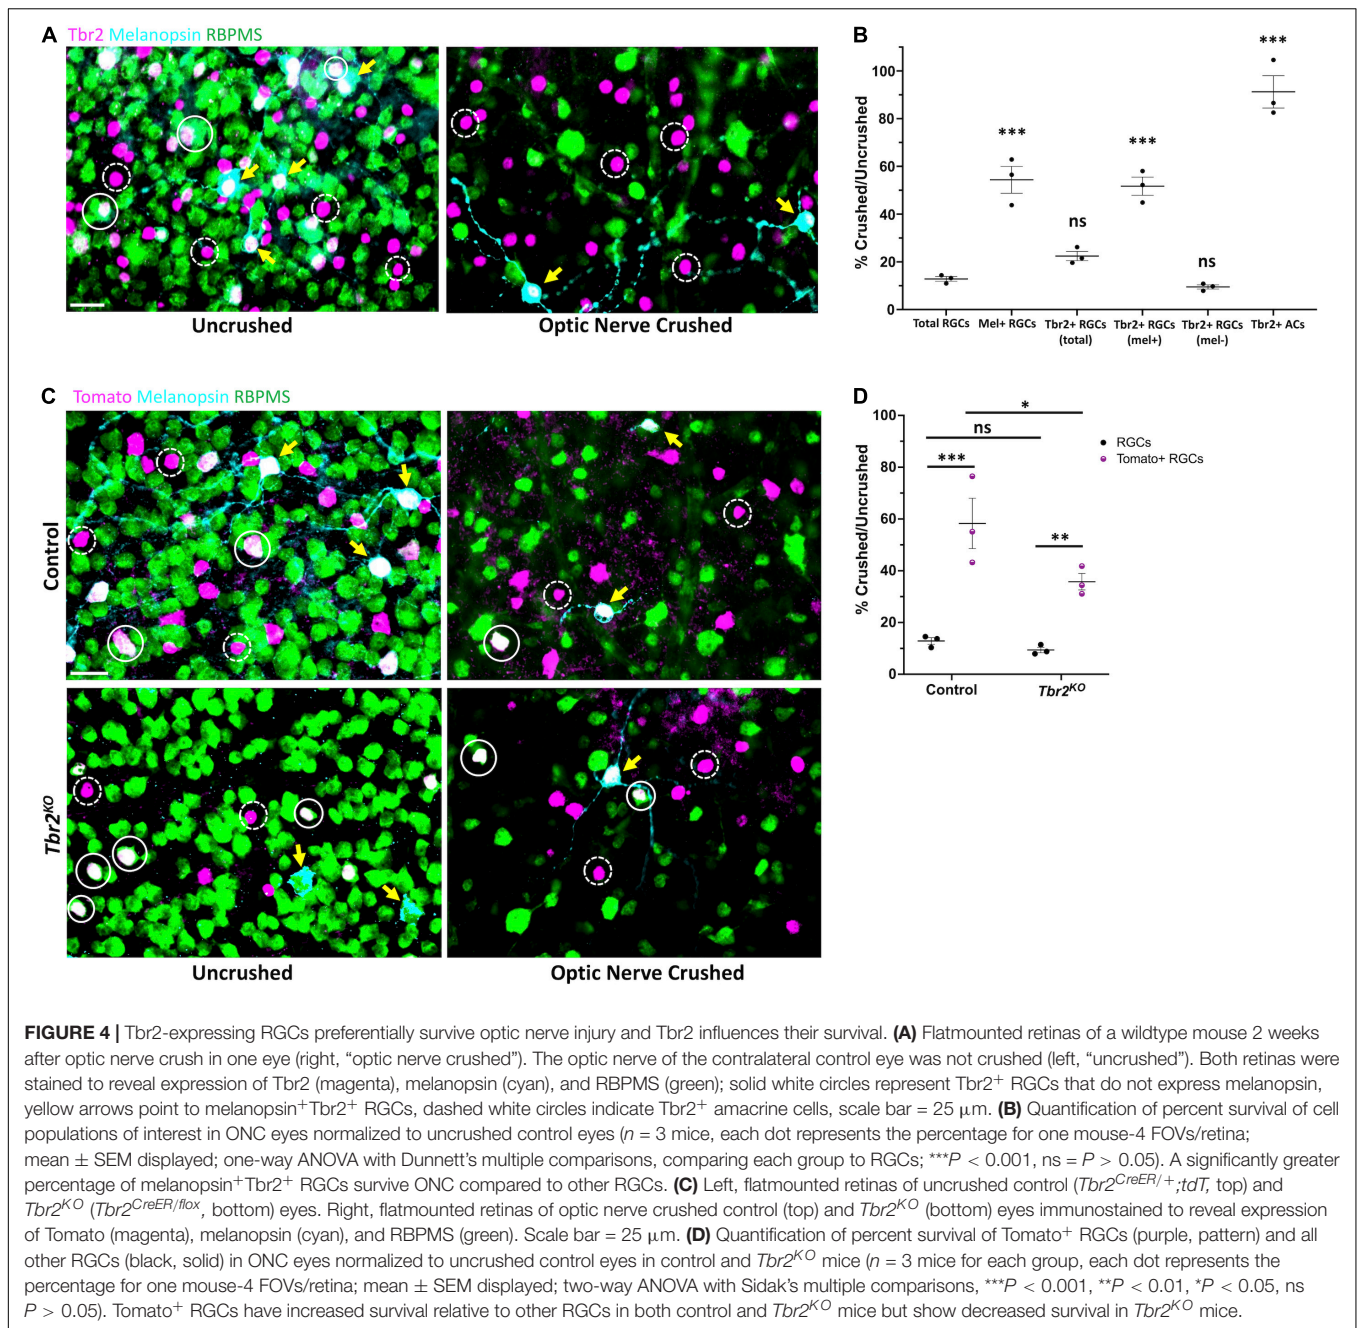 A Tbr2 Melanopsin RBPMS
Uncrushed
Optic Nerve Crushed
B
% Crushed/Uncrushed
100
80
60
40
20
0
***
ns
***
ns
***
Total RGCs
Mel+ RGCs
Tbr2+ RGCs
(total)
Tbr2+ RGCs
(mel+)
Tbr2+ RGCs
(mel-)
Tbr2+ ACs
C Tomato Melanopsin RBPMS
Control
Tbr2KO
Uncrushed
Optic Nerve Crushed
D
% Crushed/Uncrushed
100
80
60
40
20
0
*
ns
***
**
RGCs
Tomato+ RGCs
Control
Tbr2KO
FIGURE 4 | Tbr2-expressing RGCs preferentially survive optic nerve injury and Tbr2 influences their survival. (A) Flatmounted retinas of a wildtype mouse 2 weeks
after optic nerve crush in one eye (right, “optic nerve crushed”). The optic nerve of the contralateral control eye was not crushed (left, “uncrushed”). Both retinas were
stained to reveal expression of Tbr2 (magenta), melanopsin (cyan), and RBPMS (green); solid white circles represent Tbr2+ RGCs that do not express melanopsin,
yellow arrows point to melanopsin+Tbr2+ RGCs, dashed white circles indicate Tbr2+ amacrine cells, scale bar = 25 μm. (B) Quantification of percent survival of cell
populations of interest in ONC eyes normalized to uncrushed control eyes (n = 3 mice, each dot represents the percentage for one mouse-4 FOVs/retina;
mean ± SEM displayed; one-way ANOVA with Dunnett’s multiple comparisons, comparing each group to RGCs; ***P < 0.001, ns = P > 0.05). A significantly greater
percentage of melanopsin+Tbr2+ RGCs survive ONC compared to other RGCs. (C) Left, flatmounted retinas of uncrushed control (Tbr2CreER/+;tdT, top) and
Tbr2KO (Tbr2CreER/flox, bottom) eyes. Right, flatmounted retinas of optic nerve crushed control (top) and Tbr2KO (bottom) eyes immunostained to reveal expression
of Tomato (magenta), melanopsin (cyan), and RBPMS (green). Scale bar = 25 μm. (D) Quantification of percent survival of Tomato+ RGCs (purple, pattern) and all
other RGCs (black, solid) in ONC eyes normalized to uncrushed control eyes in control and Tbr2KO mice (n = 3 mice for each group, each dot represents the
percentage for one mouse-4 FOVs/retina; mean ± SEM displayed; two-way ANOVA with Sidak’s multiple comparisons, ***P < 0.001, **P < 0.01, *P < 0.05, ns
P > 0.05). Tomato+ RGCs have increased survival relative to other RGCs in both control and Tbr2KO mice but show decreased survival in Tbr2KO mice.